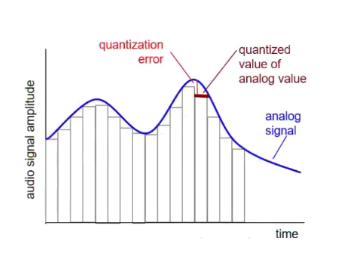 quantization
error
quantized
value of
analog value
analog
signal
audio signal amplitude
time